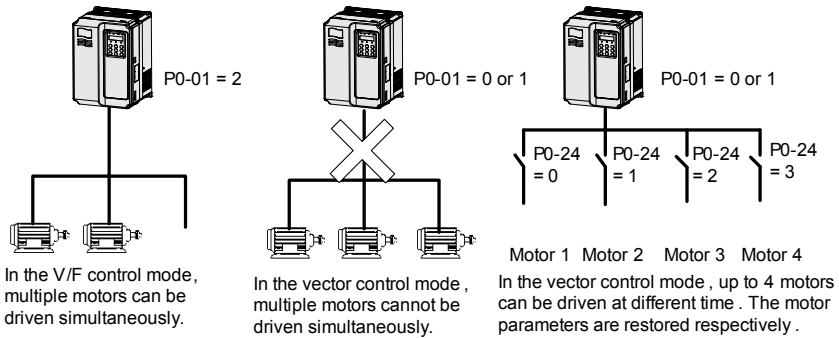 P0-01 = 2
In the V/F control mode,
multiple motors can be
driven simultaneously.
P0-01 = 0 or 1
In the vector control mode,
multiple motors cannot be
driven simultaneously.
P0-01 = 0 or 1
P0-24
= 0
P0-24
= 1
P0-24
= 2
P0-24
= 3
Motor 1 Motor 2 Motor 3 Motor 4
In the vector control mode, up to 4 motors
can be driven at different time. The motor
parameters are restored respectively.